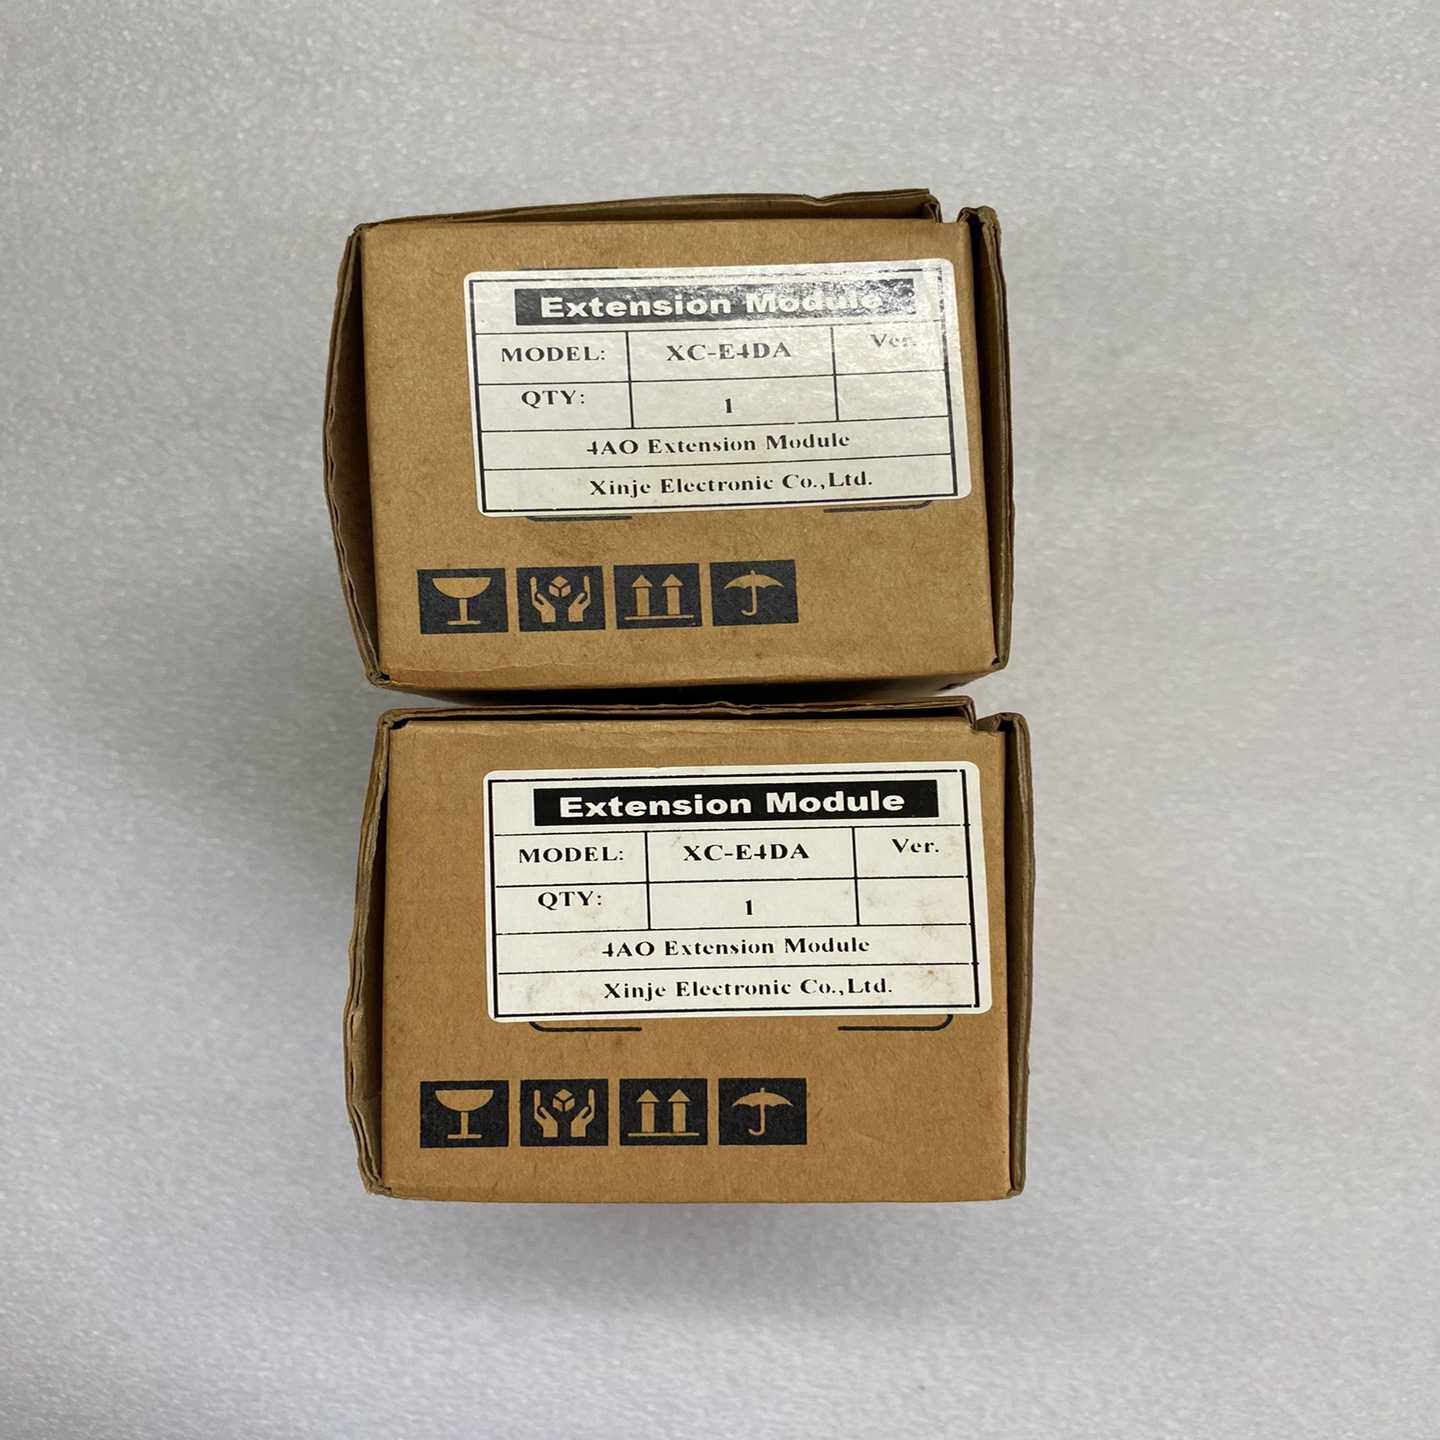 Extension Module
MODEL: XC-E4DA Ver.
QTY: 1
4AO Extension Module
Xinje Electronic Co.,Ltd.
Extension Module
MODEL: XC-E4DA Ver.
QTY: 1
4AO Extension Module
Xinje Electronic Co.,Ltd.